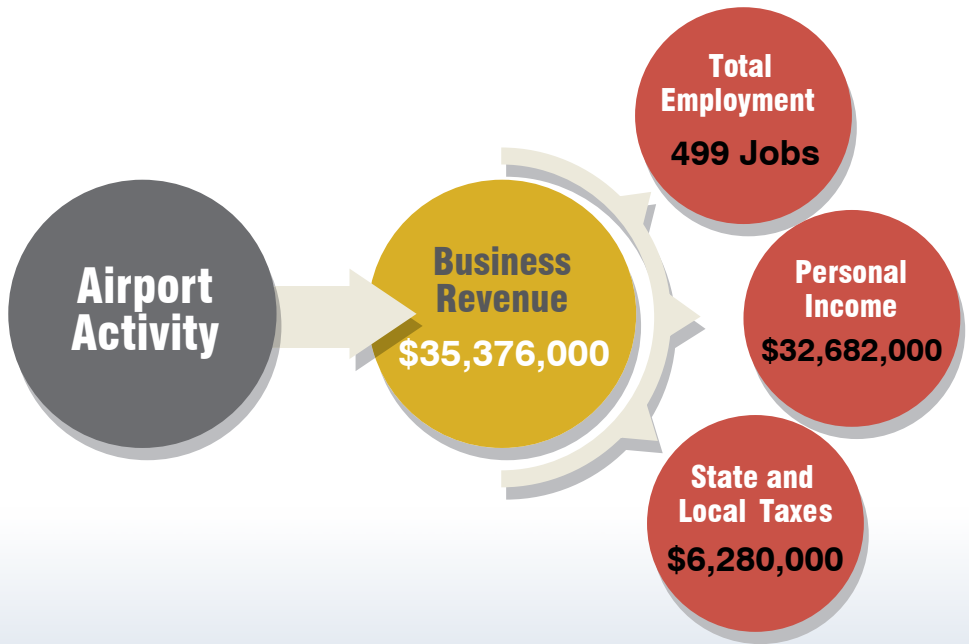 Airport
Activity
Business
Revenue
$35,376,000
Total
Employment
499 Jobs
Personal
Income
$32,682,000
State and
Local Taxes
$6,280,000